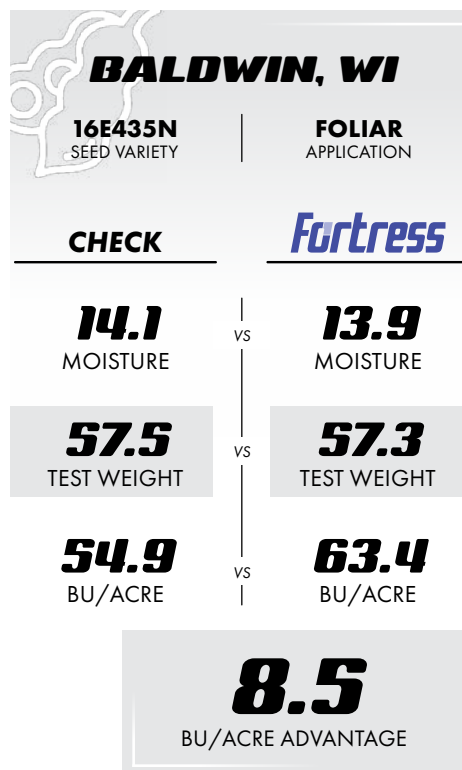 BALDWIN, WI
16E435N
SEED VARIETY
FOLIAR
APPLICATION
CHECK
Fortress
14.1
MOISTURE
VS
13.9
MOISTURE
57.5
TEST WEIGHT
VS
57.3
TEST WEIGHT
54.9
BU/ACRE
VS
63.4
BU/ACRE
8.5
BU/ACRE ADVANTAGE